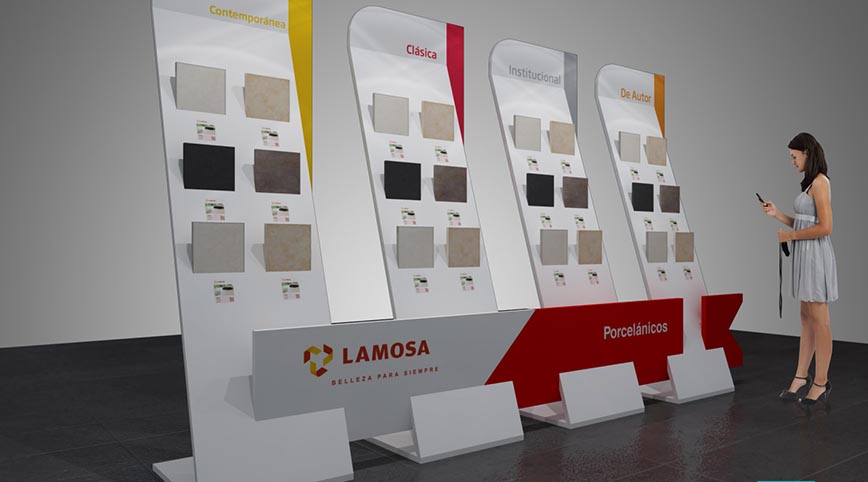 Contemporánea
Clásica
Institucional
De Autor
LAMOSA
BELLEZA PARA SIEMPRE
Porcelánicos